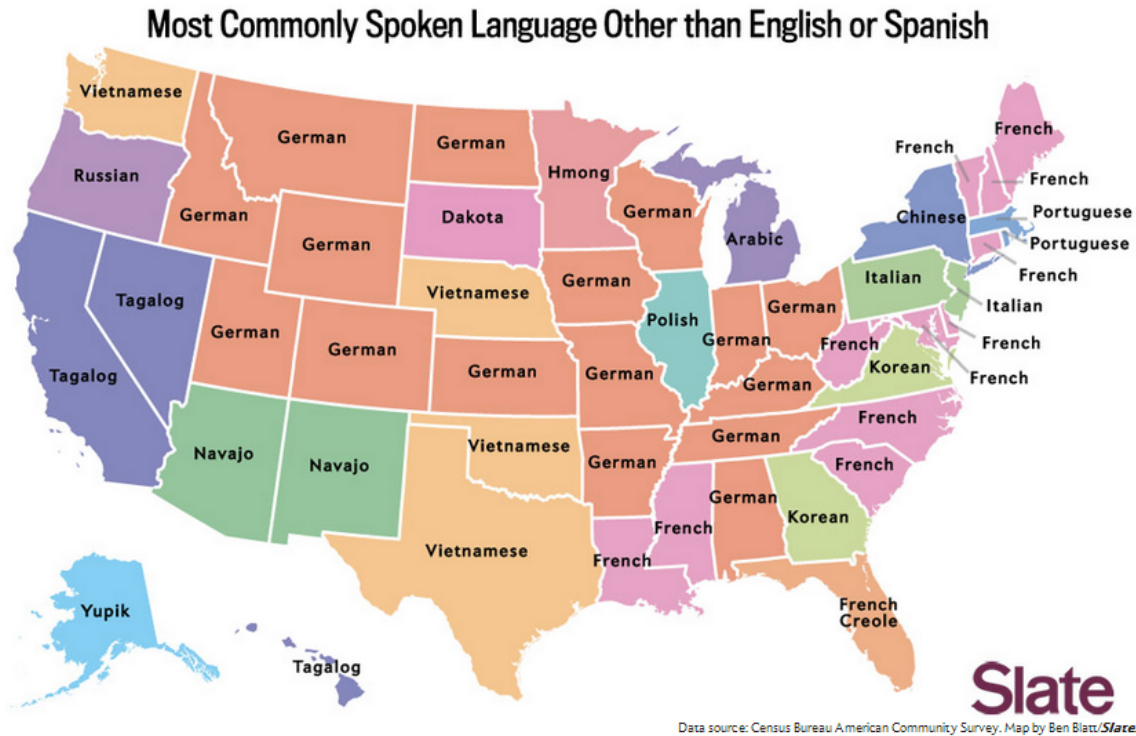 Most Commonly Spoken Language Other than English or Spanish
Vietnamese
German
German
Hmong
French
French
Russian
German
Dakota
German
French
Chinese
Portuguese
German
Arabic
Portuguese
Tagalog
Vietnamese
German
Italian
French
Italian
German
German
Polish
German
German
French
French
Tagalog
German
German
German
Korean
French
Navajo
Navajo
Vietnamese
German
German
French
French
Vietnamese
French
German
Korean
French
Yupik
Tagalog
French
Creole
Slate
Data source: Census Bureau American Community Survey. Map by Ben Blatt/Slate